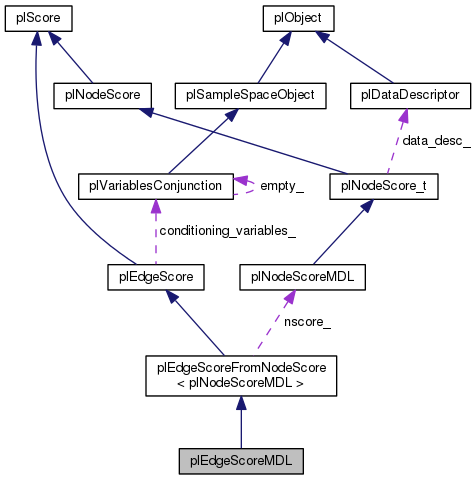 plScore
plObject
plNodeScore
plSampleSpaceObject
plDataDescriptor
data_desc_
plVariablesConjunction
empty_
plNodeScore_t
conditioning_variables_
plEdgeScore
plNodeScoreMDL
nscore_
plEdgeScoreFromNodeScore
< plNodeScoreMDL >
plEdgeScoreMDL